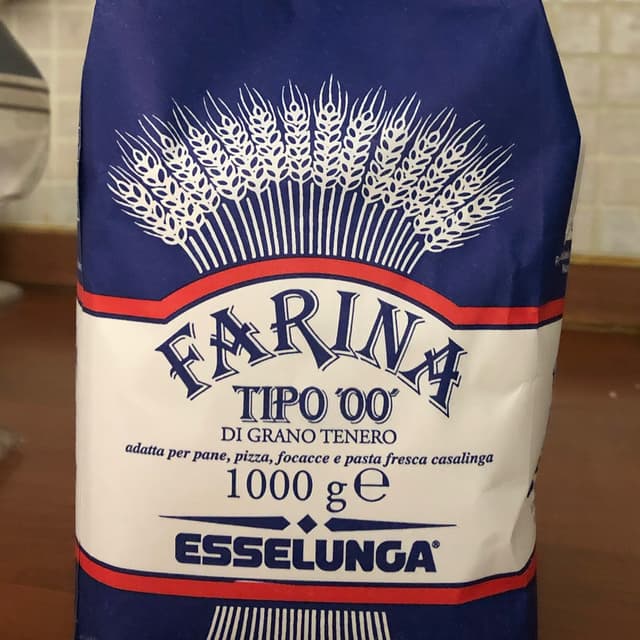 FARINA
TIPO '00'
DI GRANO TENERO
adatta per pane, pizza, focacce e pasta fresca casalinga
1000 g e
ESSELUNGA®